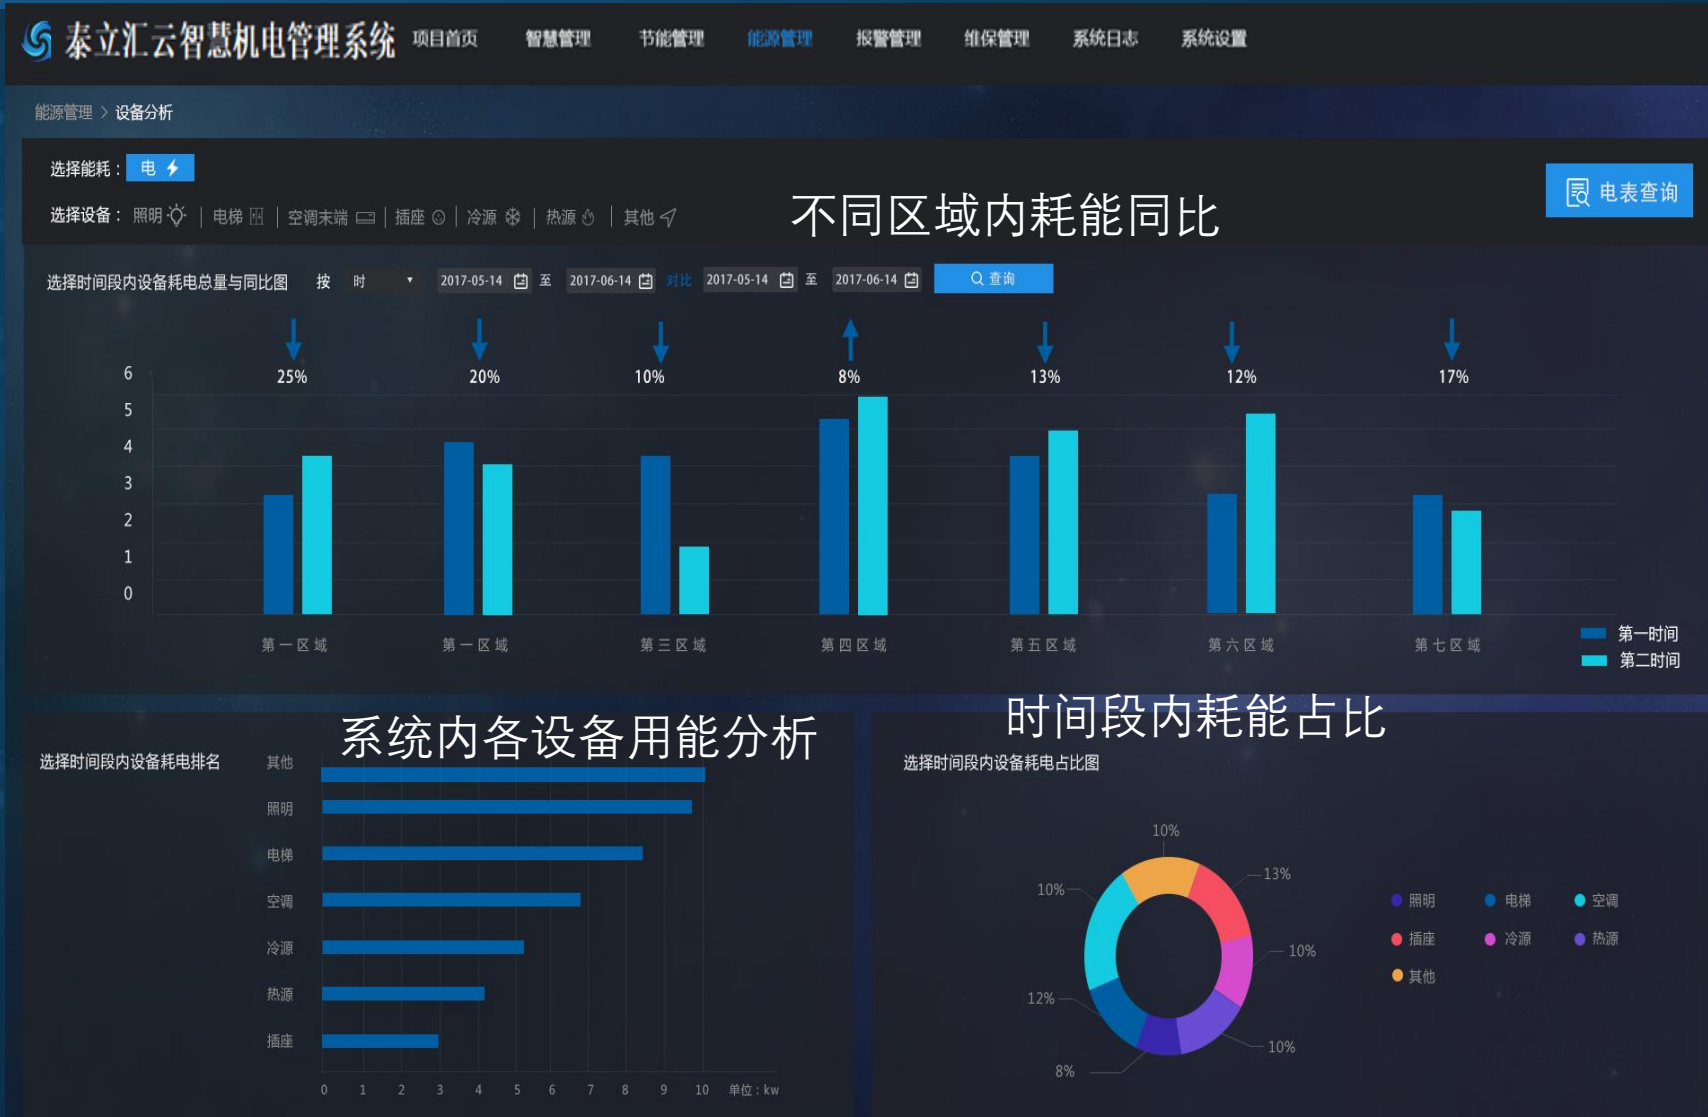 泰立汇云智慧机电管理系统 项目首页 智慧管理 节能管理 能源管理 报警管理 维保管理 系统日志 系统设置
能源管理 > 设备分析
选择能耗： 电
电表查询
选择设备： 照明 | 电梯 | 空调末端 | 插座 | 冷源 | 热源 | 其他
不同区域内耗能同比
选择时间段内设备耗电总量与同比图 按 时 2017-05-14 至 2017-06-14 对比 2017-05-14 至 2017-06-14 查询
25% 20% 10% 8% 13% 12% 17%
6
5
4
3
2
1
0
第一区域 第一区域 第三区域 第四区域 第五区域 第六区域 第七区域
第一时间
第二时间
系统内各设备用能分析
选择时间段内设备耗电排名
其他
照明
电梯
空调
冷源
热源
插座
0 1 2 3 4 5 6 7 8 9 10 单位：kw
时间段内耗能占比
选择时间段内设备耗电占比图
10%
13%
10%
10%
12%
10%
8%
照明 电梯 空调
插座 冷源 热源
其他